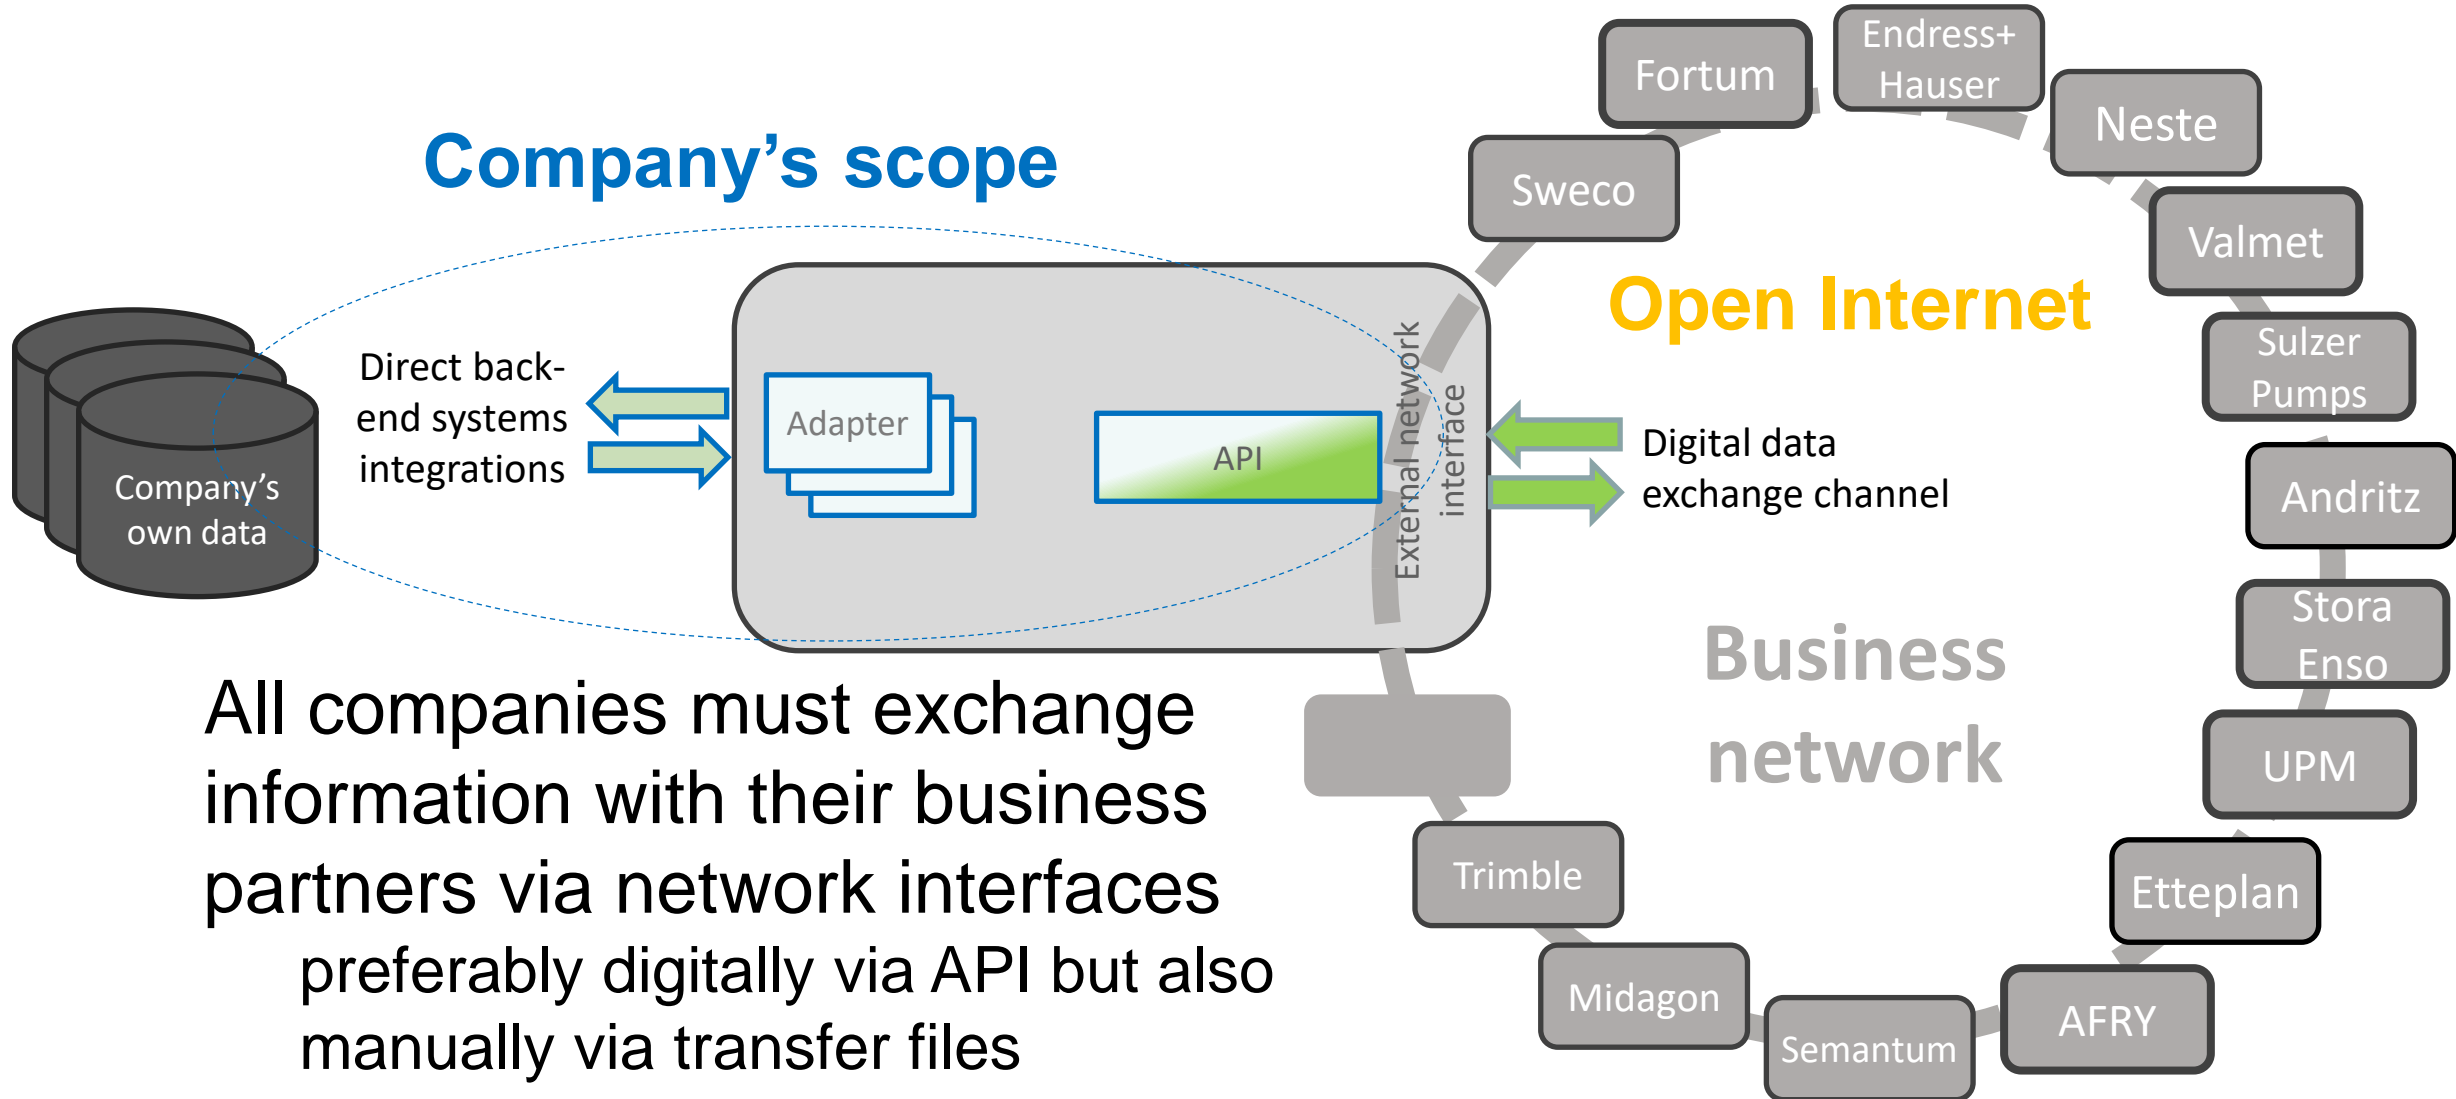 Company's scope
Company's
own data
Direct back-
end systems
integrations
Adapter
API
External network
interface
Open Internet
Digital data
exchange channel
Business
network
Sweco
Fortum
Endress+
Hauser
Neste
Valmet
Sulzer
Pumps
Andritz
Stora
Enso
UPM
Etteplan
AFRY
Semantum
Midagon
Trimble
All companies must exchange
information with their business
partners via network interfaces
preferably digitally via API but also
manually via transfer files